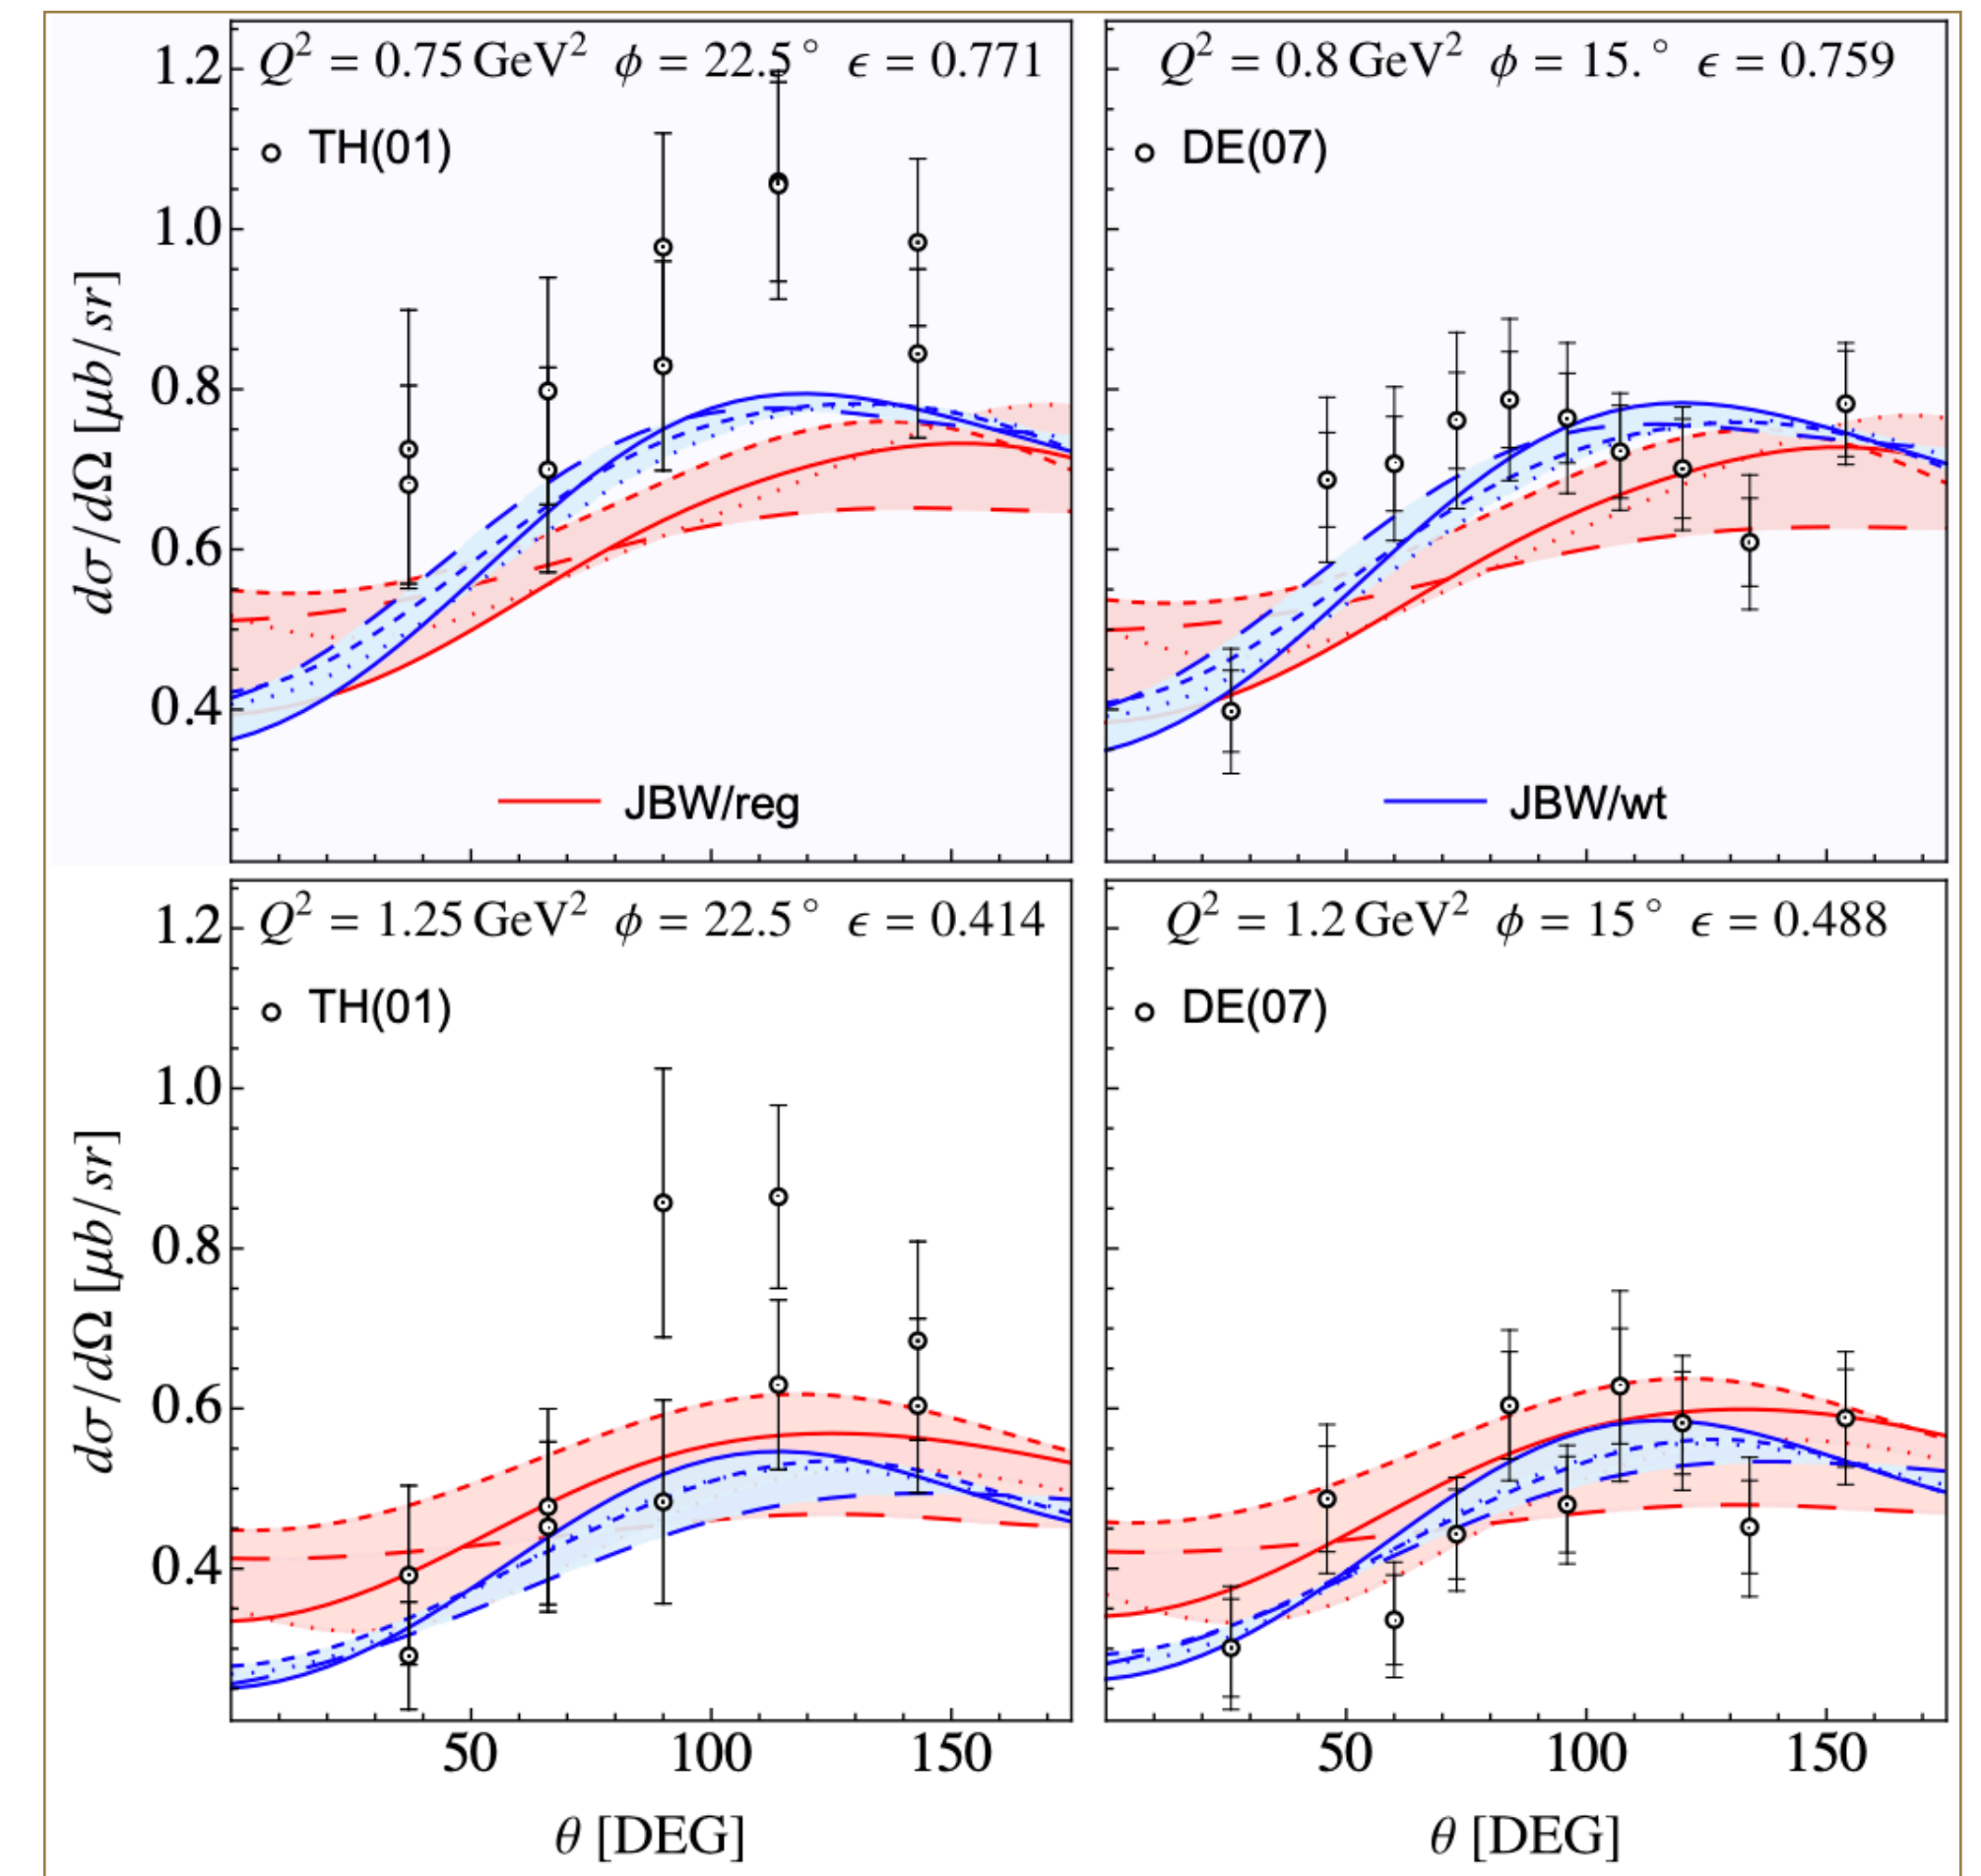 Q² = 0.75 GeV² ϕ = 22.5° ϵ = 0.771
TH(01)
JBW/reg
1.2
1.0
0.8
0.6
0.4
dσ/dΩ [μb/sr]
Q² = 0.8 GeV² ϕ = 15.° ϵ = 0.759
DE(07)
JBW/wt
Q² = 1.25 GeV² ϕ = 22.5° ϵ = 0.414
TH(01)
1.2
1.0
0.8
0.6
0.4
dσ/dΩ [μb/sr]
50 100 150
θ [DEG]
Q² = 1.2 GeV² ϕ = 15° ϵ = 0.488
DE(07)
50 100 150
θ [DEG]